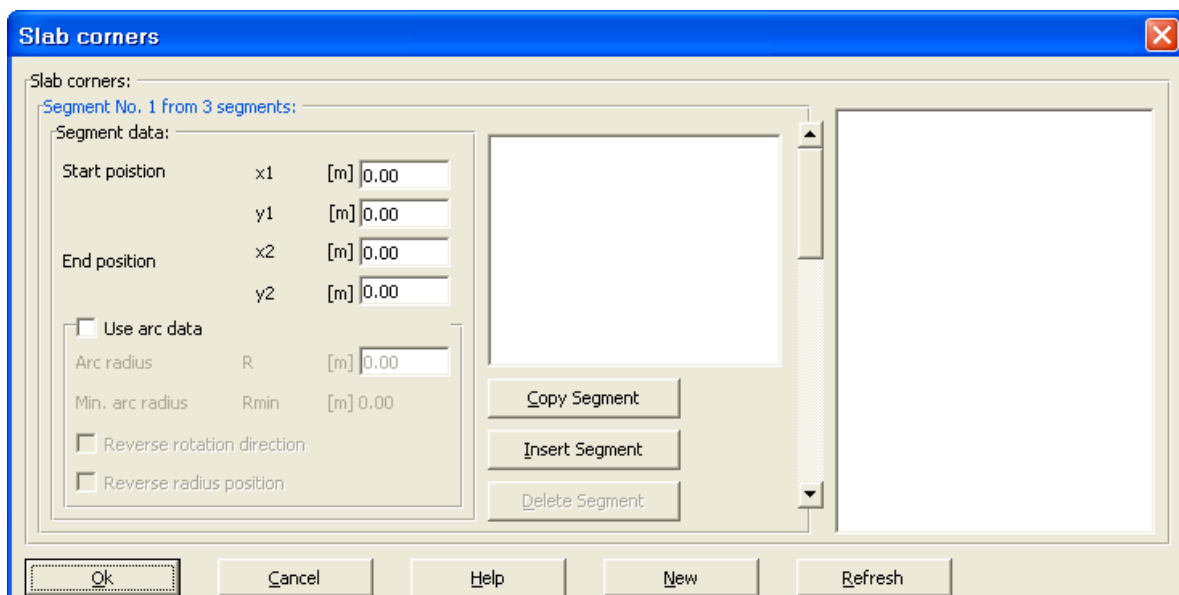 Slab corners
Slab corners:
Segment No. 1 from 3 segments:
Segment data:
Start poistion x1 [m] 0.00
y1 [m] 0.00
End position x2 [m] 0.00
y2 [m] 0.00
Use arc data
Arc radius R [m] 0.00
Min. arc radius Rmin [m] 0.00
Reverse rotation direction
Reverse radius position
Copy Segment
Insert Segment
Delete Segment
Ok Cancel Help New Refresh